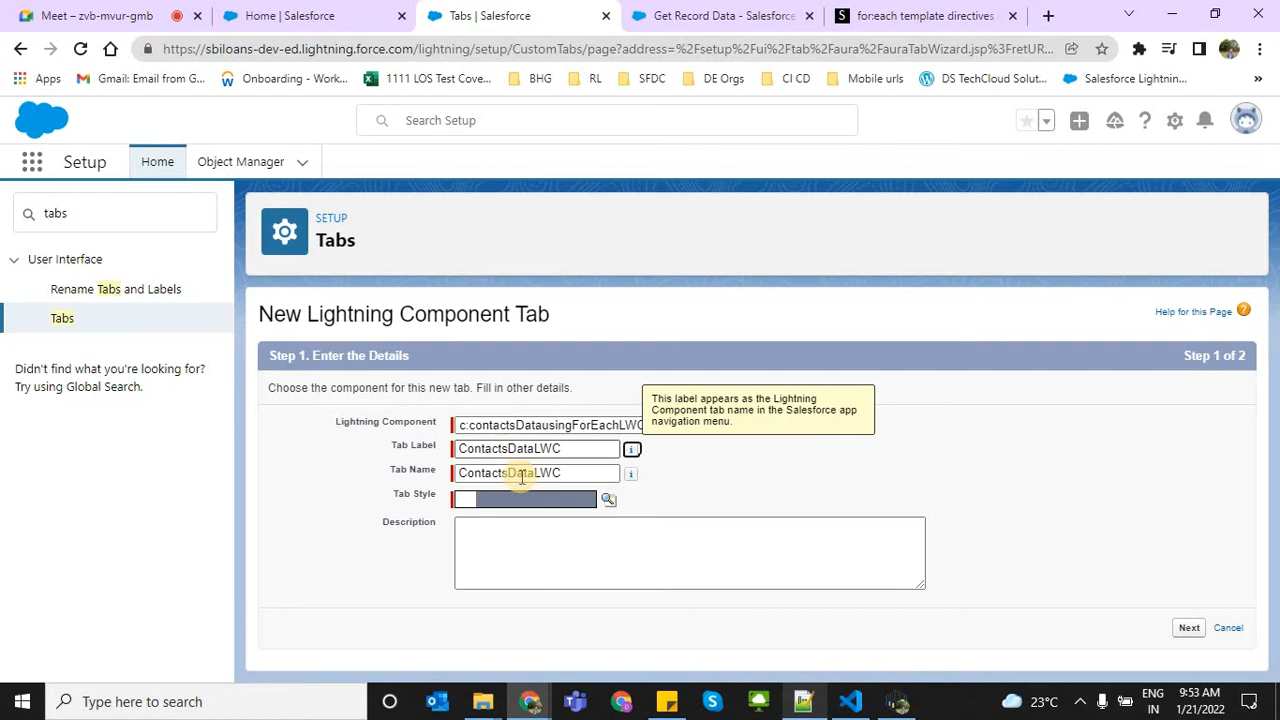 Meet – zvb-mvur-gmb
Home | Salesforce
Tabs | Salesforce
Get Record Data - Salesforce
for:each template directives
https://sbiloans-dev-ed.lightning.force.com/lightning/setup/CustomTabs/page?address=%2Fsetup%2Fui%2Ftab%2Faura%2FauraTabWizard.jsp%3FretUR...
Apps
Gmail: Email from G...
Onboarding - Work...
1111 LOS Test Cove...
BHG
RL
SFDC
DE Orgs
CI CD
Mobile urls
DS TechCloud Solut...
Salesforce Lightnin...
Search Setup
Setup
Home
Object Manager
tabs
User Interface
Rename Tabs and Labels
Tabs
Didn't find what you're looking for?
Try using Global Search.
SETUP
Tabs
New Lightning Component Tab
Help for this Page
Step 1. Enter the Details
Step 1 of 2
Choose the component for this new tab. Fill in other details.
This label appears as the Lightning
Component tab name in the Salesforce app
navigation menu.
Lightning Component
c:contactsDatausingForEachLWC
Tab Label
ContactsDataLWC
Tab Name
ContactsDataLWC
Tab Style
Description
Next
Cancel
Type here to search
23°C
ENG
IN
9:53 AM
1/21/2022